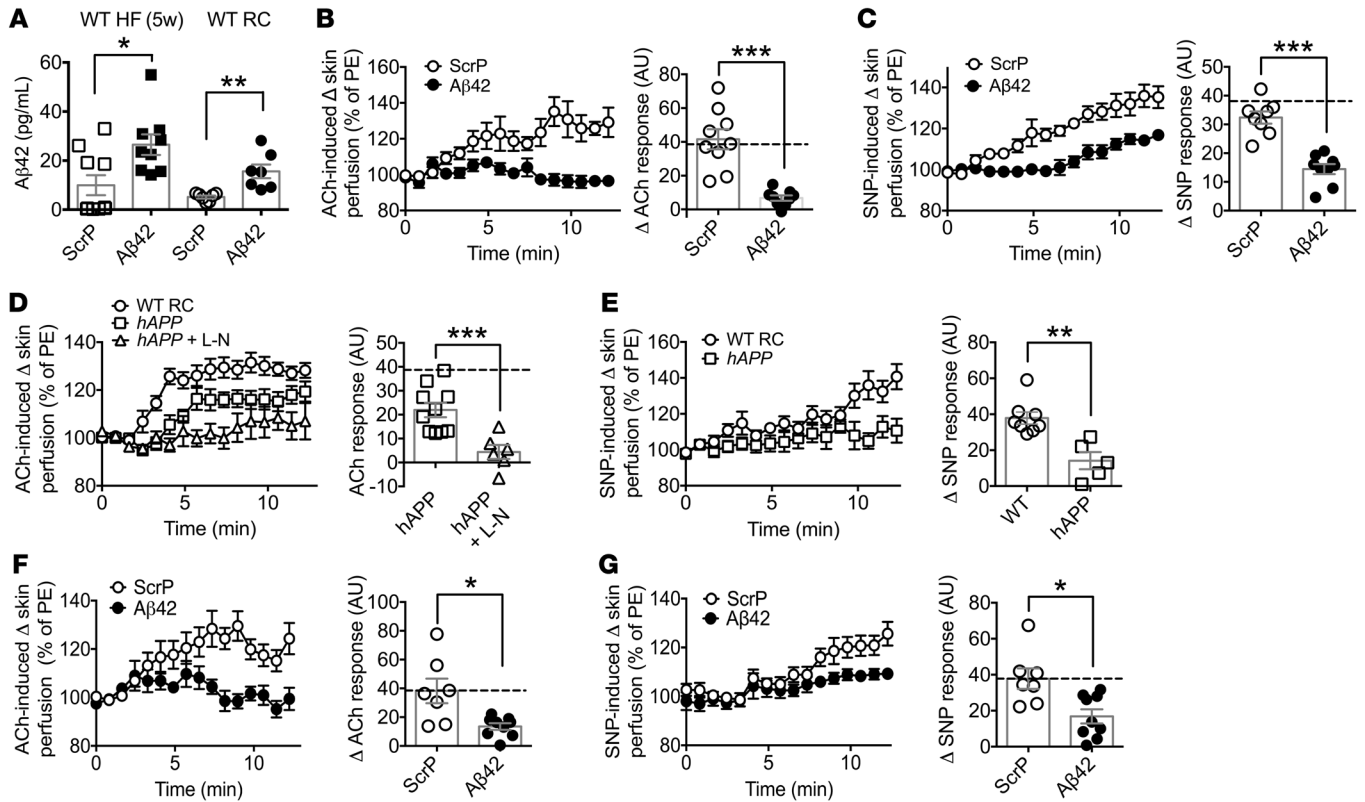 A
WT HF (5w)
WT RC
Aβ42 (pg/mL)
60
40
20
0
*
**
ScrP
Aβ42
ScrP
Aβ42
B
ACh-induced Δ skin
perfusion (% of PE)
160
140
120
100
80
ScrP
Aβ42
0
5
10
Time (min)
Δ ACh response (AU)
80
60
40
20
0
***
ScrP
Aβ42
C
SNP-induced Δ skin
perfusion (% of PE)
140
120
100
80
ScrP
Aβ42
0
5
10
Time (min)
Δ SNP response (AU)
50
40
30
20
10
0
***
ScrP
Aβ42
D
ACh-induced Δ skin
perfusion (% of PE)
WT RC
hAPP
hAPP + L-N
140
120
100
80
0
5
10
Time (min)
ACh response (AU)
50
40
30
20
10
0
-10
***
hAPP
hAPP
+ L-N
E
SNP-induced Δ skin
perfusion (% of PE)
WT RC
hAPP
160
140
120
100
80
0
5
10
Time (min)
Δ SNP response (AU)
80
60
40
20
0
**
WT
hAPP
F
ACh-induced Δ skin
perfusion (% of PE)
ScrP
Aβ42
140
120
100
80
0
5
10
Time (min)
Δ ACh response (AU)
100
80
60
40
20
0
*
ScrP
Aβ42
G
SNP-induced Δ skin
perfusion (% of PE)
ScrP
Aβ42
140
120
100
80
0
5
10
Time (min)
Δ SNP response (AU)
80
60
40
20
0
*
ScrP
Aβ42